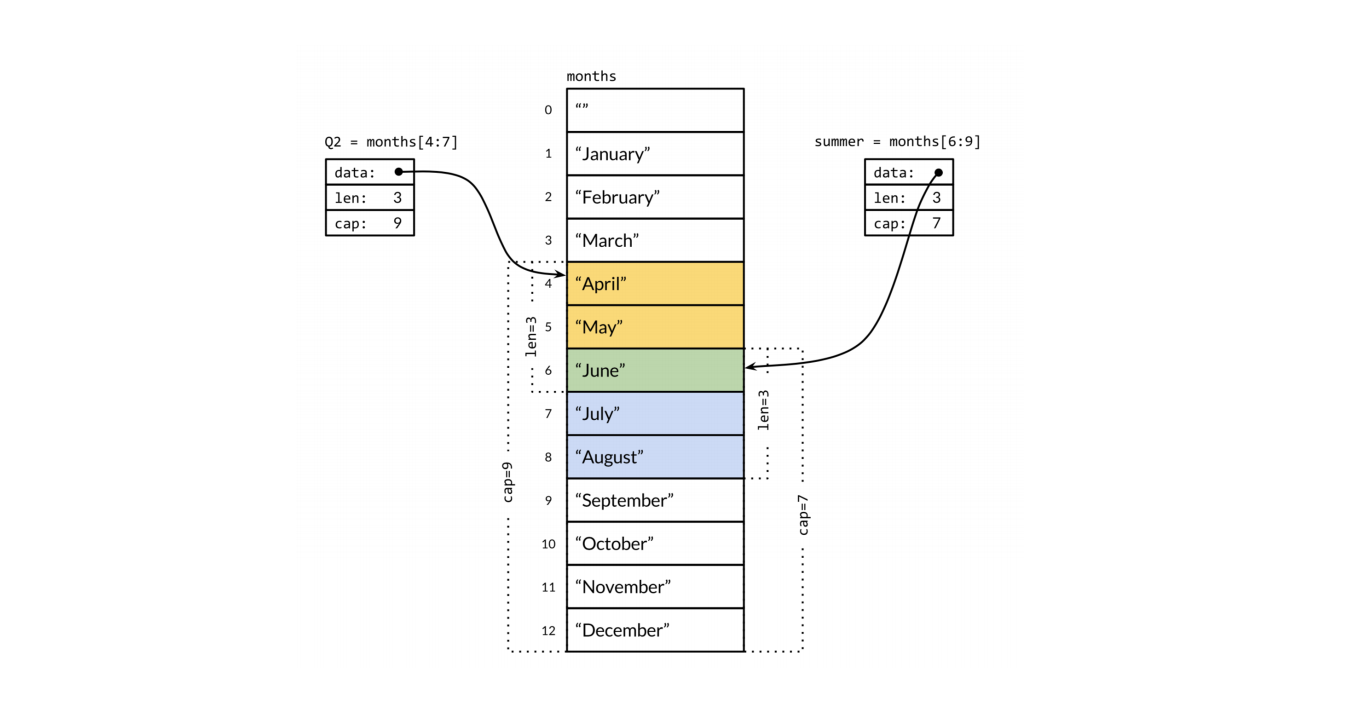 months
0 “”
Q2 = months[4:7]
data:
len: 3
cap: 9
summer = months[6:9]
data:
len: 3
cap: 7
1 “January”
2 “February”
3 “March”
4 “April”
5 “May”
6 “June”
7 “July”
8 “August”
9 “September”
10 “October”
11 “November”
12 “December”
len=3
cap=9
len=3
cap=7